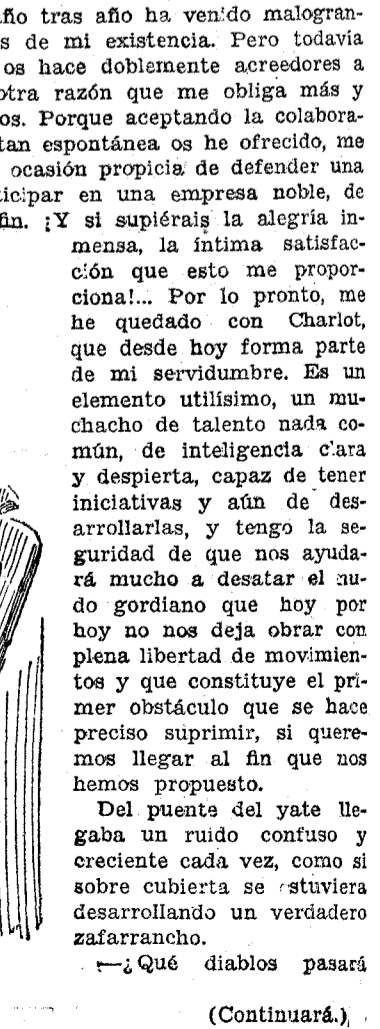 año tras año ha venido malogran-
s de mi existencia. Pero todavía
os hace doblemente acreedores a
otra razón que me obliga más y
os. Porque aceptando la colabora-
tan espontánea os he ofrecido, me
ocasión propicia de defender una
ticipar en una empresa noble, de
fin. ¡Y si supiérais la alegría in-
mensa, la íntima satisfac-
ción que esto me propor-
ciona!... Por lo pronto, me
he quedado con Charlot,
que desde hoy forma parte
de mi servidumbre. Es un
elemento utilísimo, un mu-
chacho de talento nada co-
mún, de inteligencia clara
y despierta, capaz de tener
iniciativas y aún de des-
arrollarlas, y tengo la se-
guridad de que nos ayuda-
rá mucho a desatar el nu-
do gordiano que hoy por
hoy no nos deja obrar con
plena libertad de movimien-
tos y que constituye el pri-
mer obstáculo que se hace
preciso suprimir, si quere-
mos llegar al fin que nos
hemos propuesto.
Del puente del yate lle-
gaba un ruido confuso y
creciente cada vez, como si
sobre cubierta se estuviera
desarrollando un verdadero
zafarrancho.
—¿Qué diablos pasará
(Continuará.)